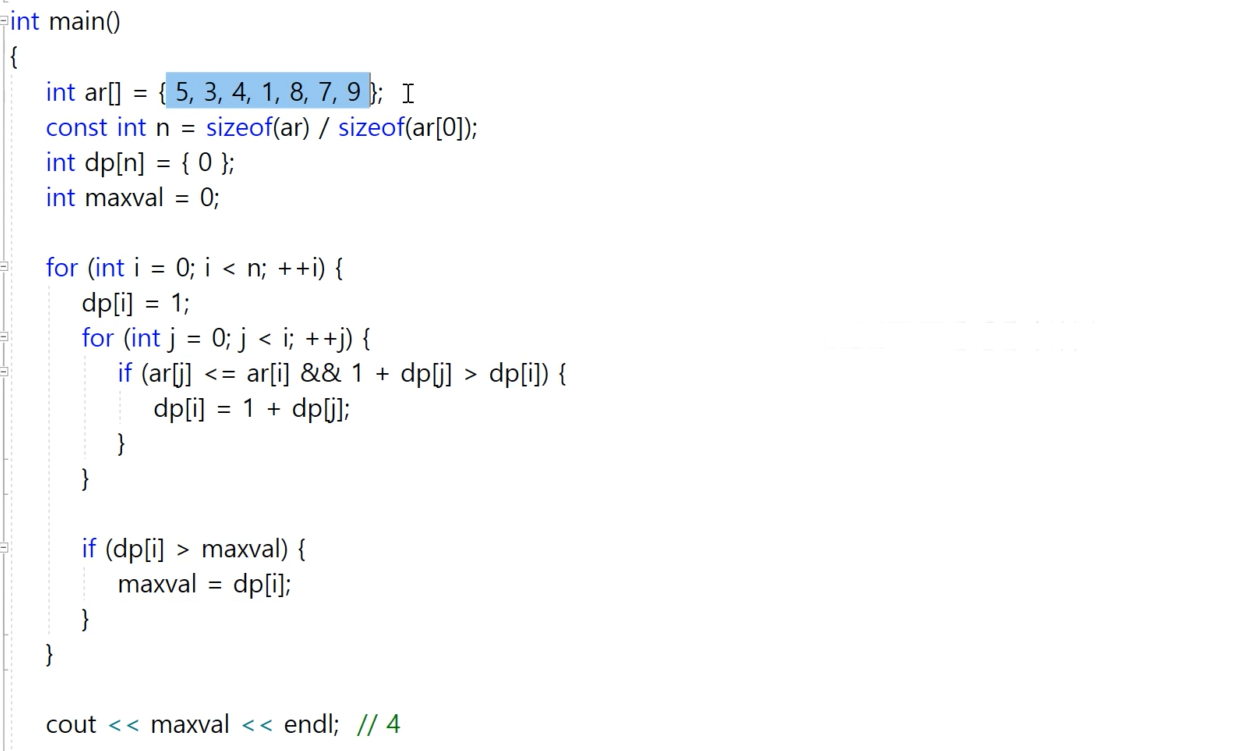 int main()
{
int ar[] = { 5, 3, 4, 1, 8, 7, 9 };
const int n = sizeof(ar) / sizeof(ar[0]);
int dp[n] = { 0 };
int maxval = 0;
for (int i = 0; i < n; ++i) {
dp[i] = 1;
for (int j = 0; j < i; ++j) {
if (ar[j] <= ar[i] && 1 + dp[j] > dp[i]) {
dp[i] = 1 + dp[j];
}
}
if (dp[i] > maxval) {
maxval = dp[i];
}
}
cout << maxval << endl; // 4